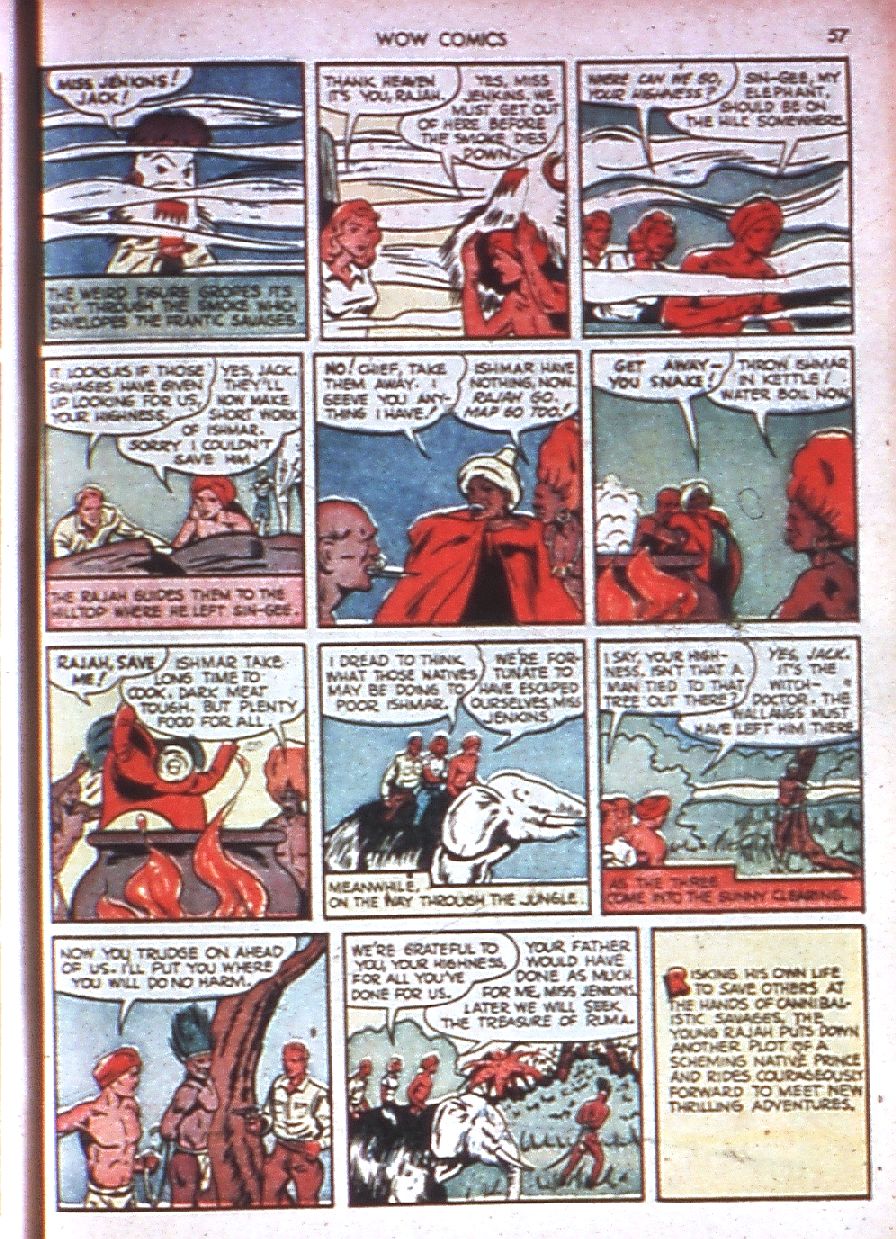 WOW COMICS
57
MISS JENKINS!
JACK!
THE WEIRD FIGURE GROPES ITS
WAY THROUGH THE SMOKE WHICH
ENVELOPES THE FRANTIC SAVAGES.
THANK HEAVEN
IT'S YOU, RAJAH.
YES, MISS
JENKINS. WE
MUST GET OUT
OF HERE BEFORE
THE SMOKE DIES
DOWN.
WHERE CAN WE GO,
YOUR HIGHNESS?
SIN-GEE, MY
ELEPHANT,
SHOULD BE ON
THE HILL SOMEWHERE.
IT LOOKS AS IF THOSE
SAVAGES HAVE GIVEN
UP LOOKING FOR US,
YOUR HIGHNESS.
YES, JACK.
THEY'LL
NOW MAKE
SHORT WORK
OF ISHMAR.
SORRY I COULDN'T
SAVE HIM
THE RAJAH GUIDES THEM TO THE
HILLTOP WHERE HE LEFT SIN-GEE.
NO! CHIEF, TAKE
THEM AWAY. I
GEEVE YOU ANY-
THING I HAVE!
ISHMAR HAVE
NOTHING, NOW.
RAJAH GO.
MAP GO TOO!
GET AWAY—
YOU SNAKE!
THROW ISHMAR
IN KETTLE!
WATER BOIL NOW.
RAJAH, SAVE
ME!
ISHMAR TAKE
LONG TIME TO
COOK. DARK MEAT
TOUGH. BUT PLENTY
FOOD FOR ALL.
I DREAD TO THINK
WHAT THOSE NATIVES
MAY BE DOING TO
POOR ISHMAR.
WE'RE FOR-
TUNATE TO
HAVE ESCAPED
OURSELVES, MISS
JENKINS.
MEANWHILE,
ON THE WAY THROUGH THE JUNGLE.
I SAY, YOUR HIGH-
NESS. ISN'T THAT A
MAN TIED TO THAT
TREE OUT THERE?
YES, JACK.
IT'S THE
WITCH-
DOCTOR. THE
WALLANGS MUST
HAVE LEFT HIM THERE
AS THE THREE
COME INTO THE SUNNY CLEARING.
NOW YOU TRUDGE ON AHEAD
OF US. I'LL PUT YOU WHERE
YOU WILL DO NO HARM.
WE'RE GRATEFUL TO
YOU, YOUR HIGHNESS,
FOR ALL YOU'VE
DONE FOR US.
YOUR FATHER
WOULD HAVE
DONE AS MUCH
FOR ME, MISS JENKINS.
LATER WE WILL SEEK
THE TREASURE OF RUMA.
RISKING HIS OWN LIFE
TO SAVE OTHERS AT
THE HANDS OF CANNIBAL-
ISTIC SAVAGES, THE
YOUNG RAJAH PUTS DOWN
ANOTHER PLOT OF A
SCHEMING NATIVE PRINCE
AND RIDES COURAGEOUSLY
FORWARD TO MEET NEW
THRILLING ADVENTURES.